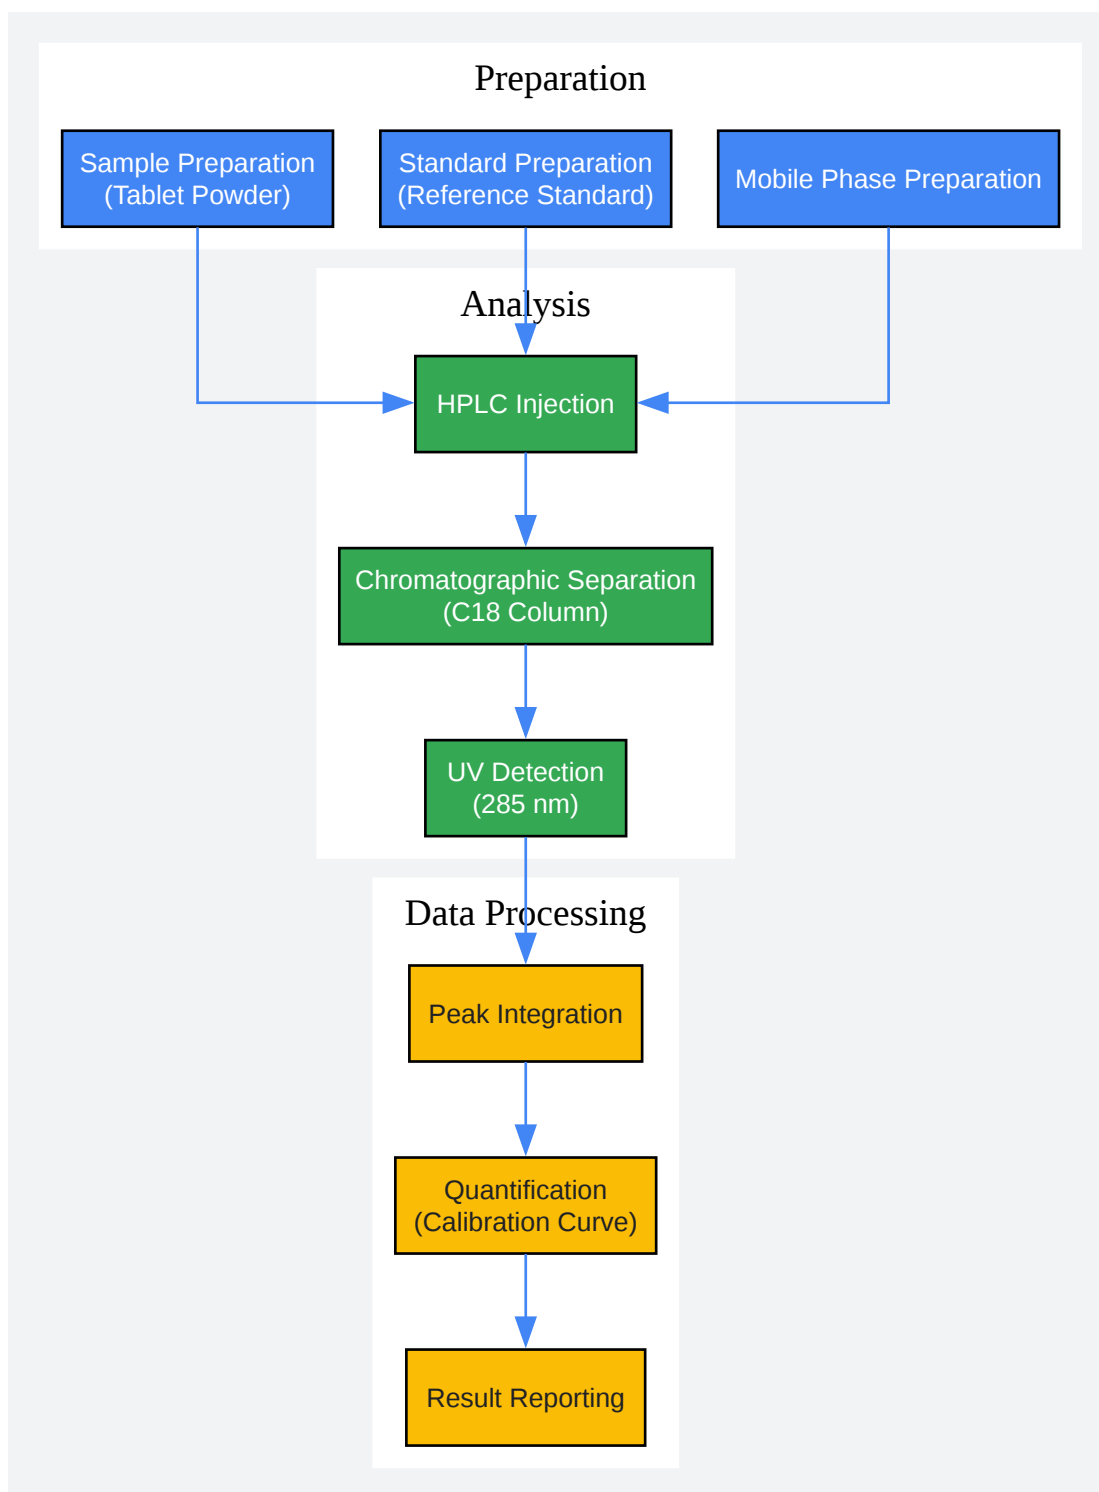 Preparation
Sample Preparation
(Tablet Powder)
Standard Preparation
(Reference Standard)
Mobile Phase Preparation
Analysis
HPLC Injection
Chromatographic Separation
(C18 Column)
UV Detection
(285 nm)
Data Processing
Peak Integration
Quantification
(Calibration Curve)
Result Reporting